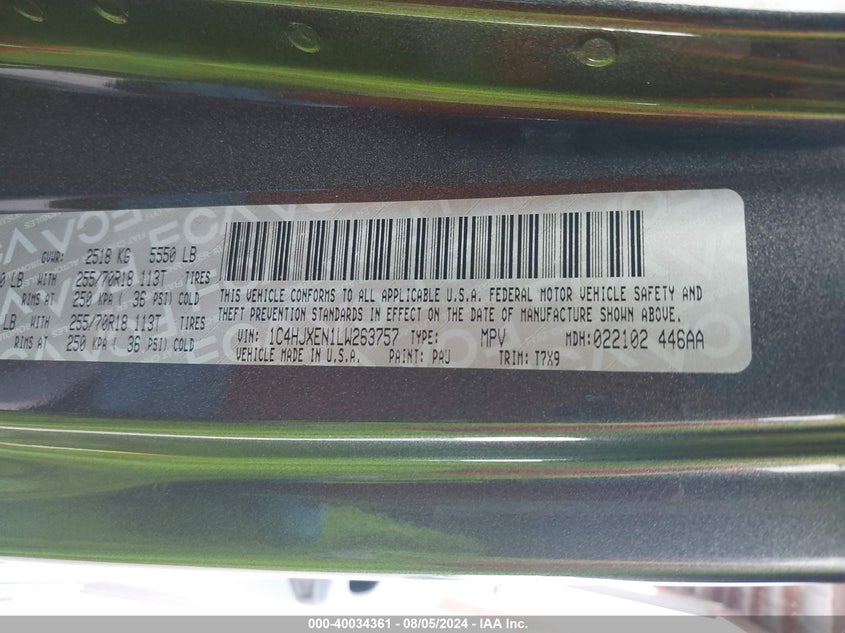 GVWR: 2518 KG 5550 LB
0 LB WITH 255/70R18 113T TIRES
RIMS AT 250 KPA ( 36 PSI) COLD
LB WITH 255/70R18 113T TIRES
RIMS AT 250 KPA ( 36 PSI) COLD
THIS VEHICLE CONFORMS TO ALL APPLICABLE U.S.A. FEDERAL MOTOR VEHICLE SAFETY AND
THEFT PREVENTION STANDARDS IN EFFECT ON THE DATE OF MANUFACTURE SHOWN ABOVE.
VIN: 1C4HJXEN1LW263757 TYPE: MPV MDH:022102 446AA
VEHICLE MADE IN U.S.A. PAINT: PAU TRIM: T7X9
000-40034361 - 08/05/2024 - IAA Inc.